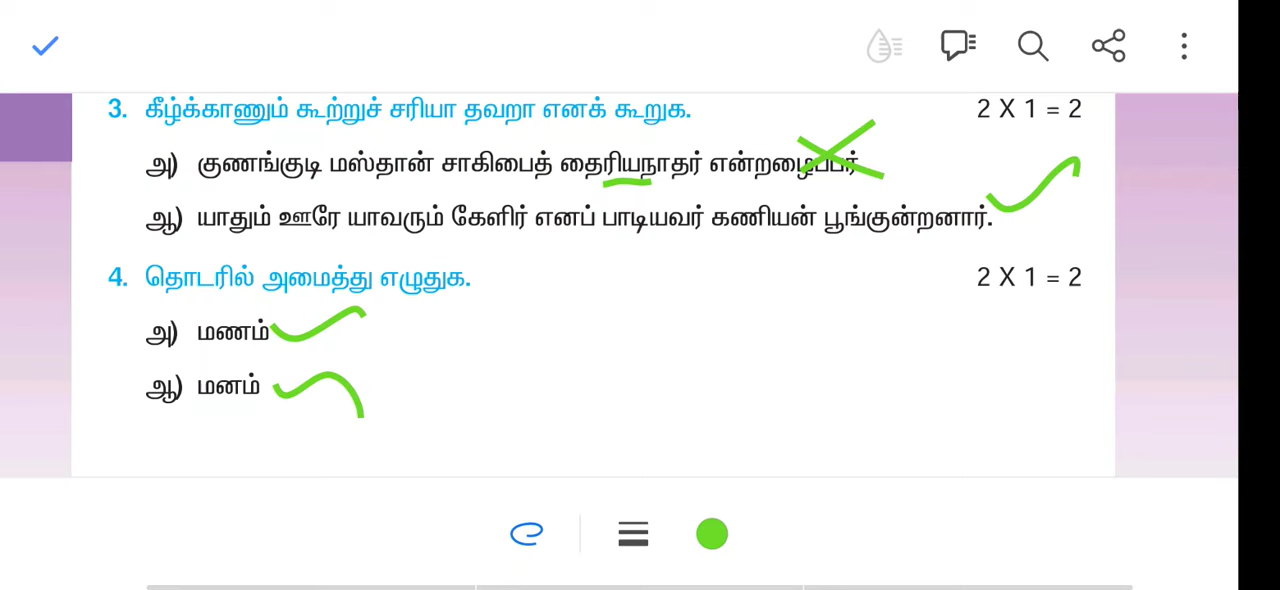 3. கீழ்க்காணும் கூற்றுச் சரியா தவறா எனக் கூறுக. 2 X 1 = 2
அ) குணங்குடி மஸ்தான் சாகிபைத் தைரியநாதர் என்றழைப்பர்
ஆ) யாதும் ஊரே யாவரும் கேளிர் எனப் பாடியவர் கணியன் பூங்குன்றனார்.
4. தொடரில் அமைத்து எழுதுக. 2 X 1 = 2
அ) மணம்
ஆ) மனம்